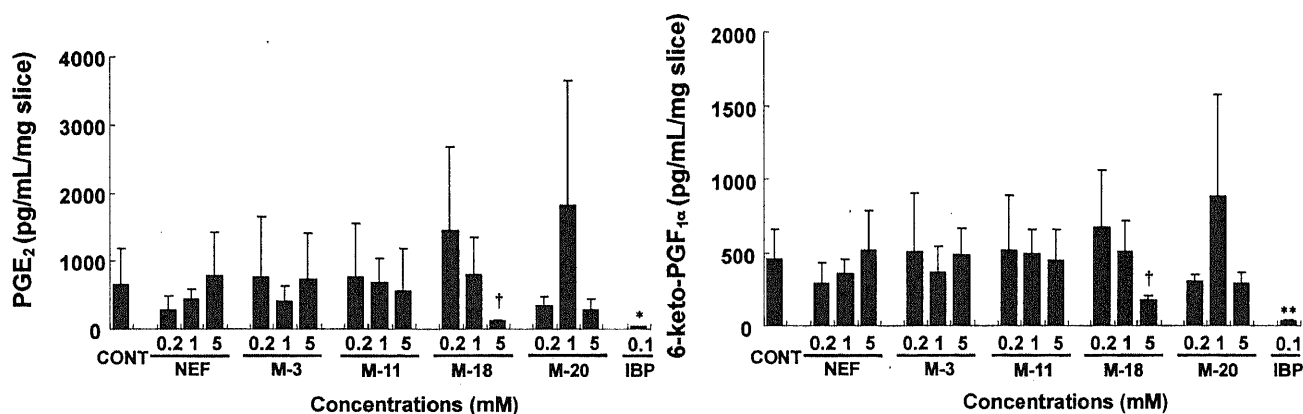 PGE₂ (pg/mL/mg slice)
4000
3000
2000
1000
0
†
*
0.2 1 5 0.2 1 5 0.2 1 5 0.2 1 5 0.2 1 5 0.1
CONT NEF M-3 M-11 M-18 M-20 IBP
Concentrations (mM)
6-keto-PGF₁α (pg/mL/mg slice)
2000
1500
1000
500
0
†
**
0.2 1 5 0.2 1 5 0.2 1 5 0.2 1 5 0.2 1 5 0.1
CONT NEF M-3 M-11 M-18 M-20 IBP
Concentrations (mM)